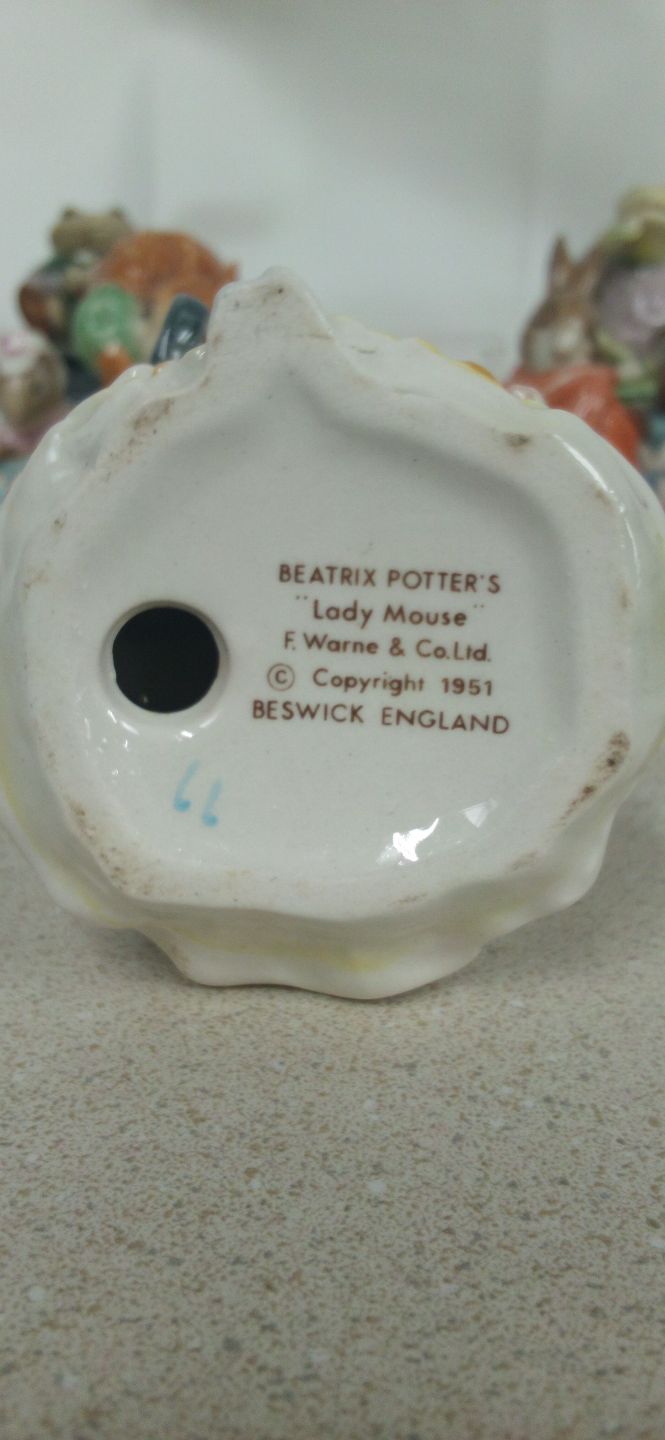 BEATRIX POTTER'S
"Lady Mouse"
F. Warne & Co.Ltd.
© Copyright 1951
BESWICK ENGLAND